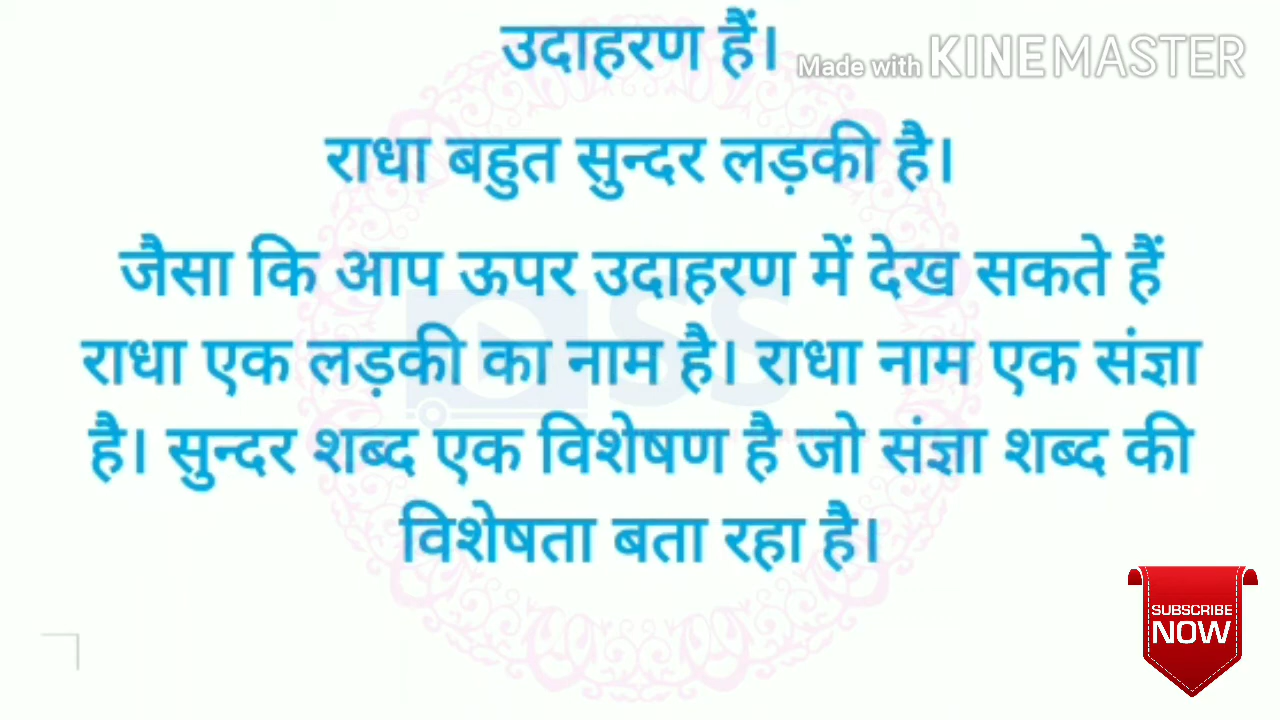 उदाहरण हैं।
Made with KINEMASTER
राधा बहुत सुन्दर लड़की है।
जैसा कि आप ऊपर उदाहरण में देख सकते हैं
राधा एक लड़की का नाम है। राधा नाम एक संज्ञा
है। सुन्दर शब्द एक विशेषण है जो संज्ञा शब्द की
विशेषता बता रहा है।
SS
SUBSCRIBE
NOW